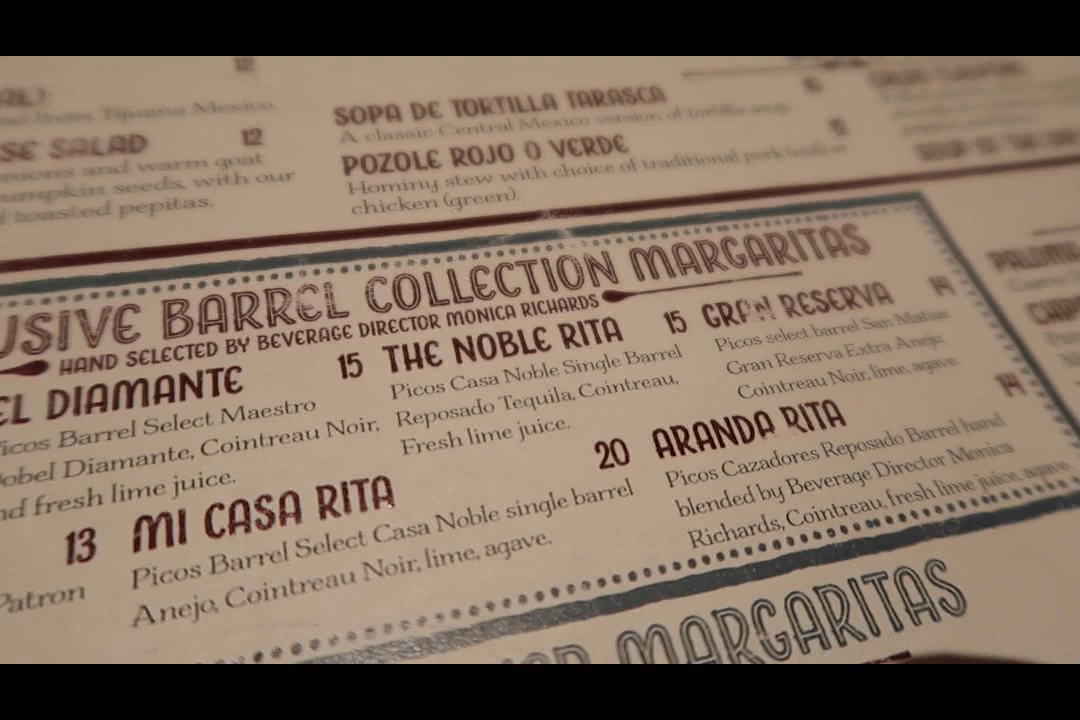 12
from Tijuana Mexico
SE SALAD 12
and warm goat
umpkin seeds, with our
f toasted pepitas.
SOPA DE TORTILLA TARASCA
A classic Central Mexico version of tortilla soup
POZOLE ROJO O VERDE 12
Hominy stew with choice of traditional pork
chicken (green).
USIVE BARREL COLLECTION MARGARITAS
HAND SELECTED BY BEVERAGE DIRECTOR MONICA RICHARDS
EL DIAMANTE 15
icos Barrel Select Maestro
obel Diamante, Cointreau Noir,
nd fresh lime juice.
THE NOBLE RITA 15
Picos Casa Noble Single Barrel
Reposado Tequila, Cointreau,
Fresh lime juice.
GRAN RESERVA 14
Picos select barrel San Matias
Gran Reserva Extra Anejo,
Cointreau Noir, lime, agave.
13
Patron
MI CASA RITA 20
Picos Barrel Select Casa Noble single barrel
Anejo, Cointreau Noir, lime, agave.
ARANDA RITA 14
Picos Cazadores Reposado Barrel hand
blended by Beverage Director Monica
Richards, Cointreau, fresh lime juice, agave
MARGARITAS